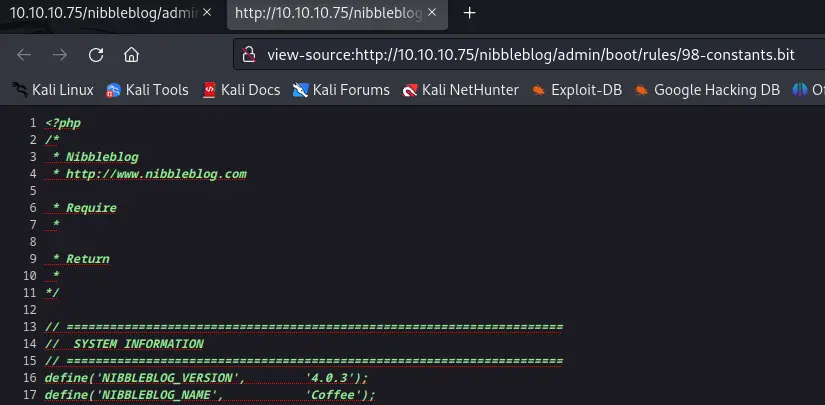 10.10.10.75/nibbleblog/admin × http://10.10.10.75/nibbleblog × +
view-source:http://10.10.10.75/nibbleblog/admin/boot/rules/98-constants.bit
Kali Linux Kali Tools Kali Docs Kali Forums Kali NetHunter Exploit-DB Google Hacking DB
1 <?php
2 /*
3  * Nibbleblog
4  * http://www.nibbleblog.com
5
6  * Require
7  *
8
9  * Return
10  *
11 */
12
13 // =====================================================================
14 //  SYSTEM INFORMATION
15 // =====================================================================
16 define('NIBBLEBLOG_VERSION',        '4.0.3');
17 define('NIBBLEBLOG_NAME',           'Coffee');